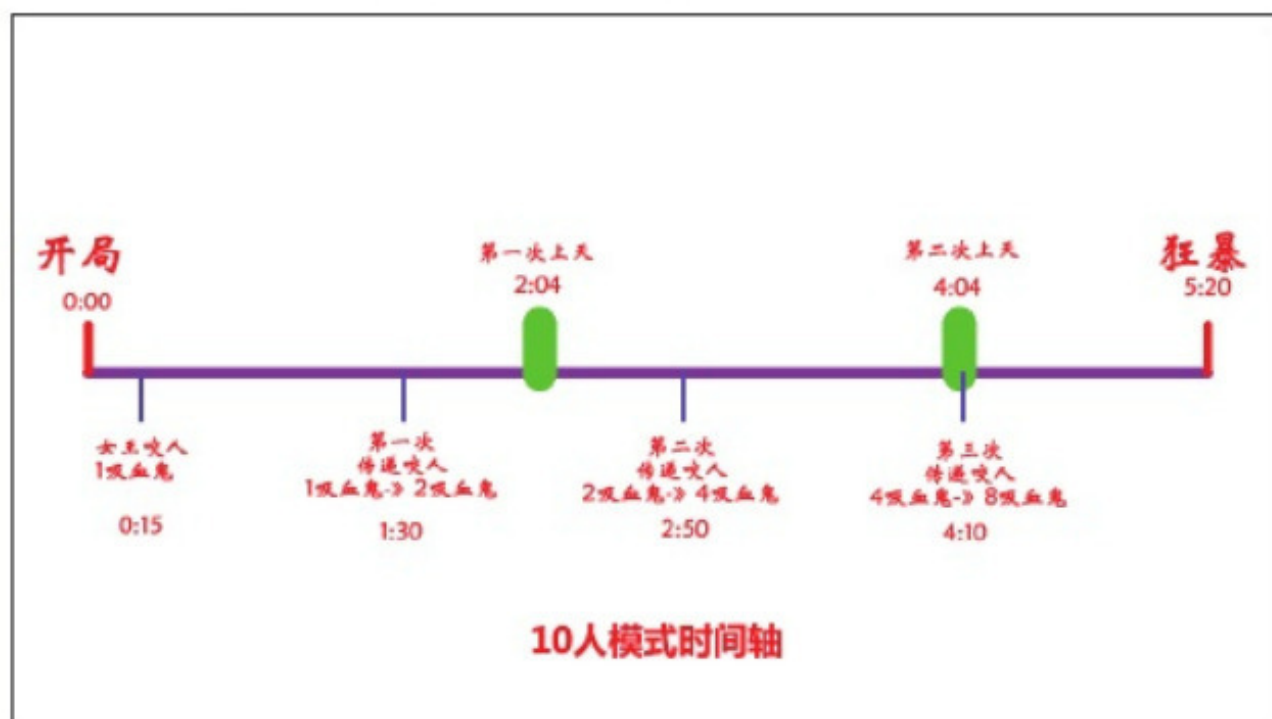 开局
0:00
第一次上天
2:04
第二次上天
4:04
狂暴
5:20
女王咬人
1吸血鬼
0:15
第一次
传递咬人
1吸血鬼-》2吸血鬼
1:30
第二次
传递咬人
2吸血鬼-》4吸血鬼
2:50
第三次
传递咬人
4吸血鬼-》8吸血鬼
4:10
10人模式时间轴